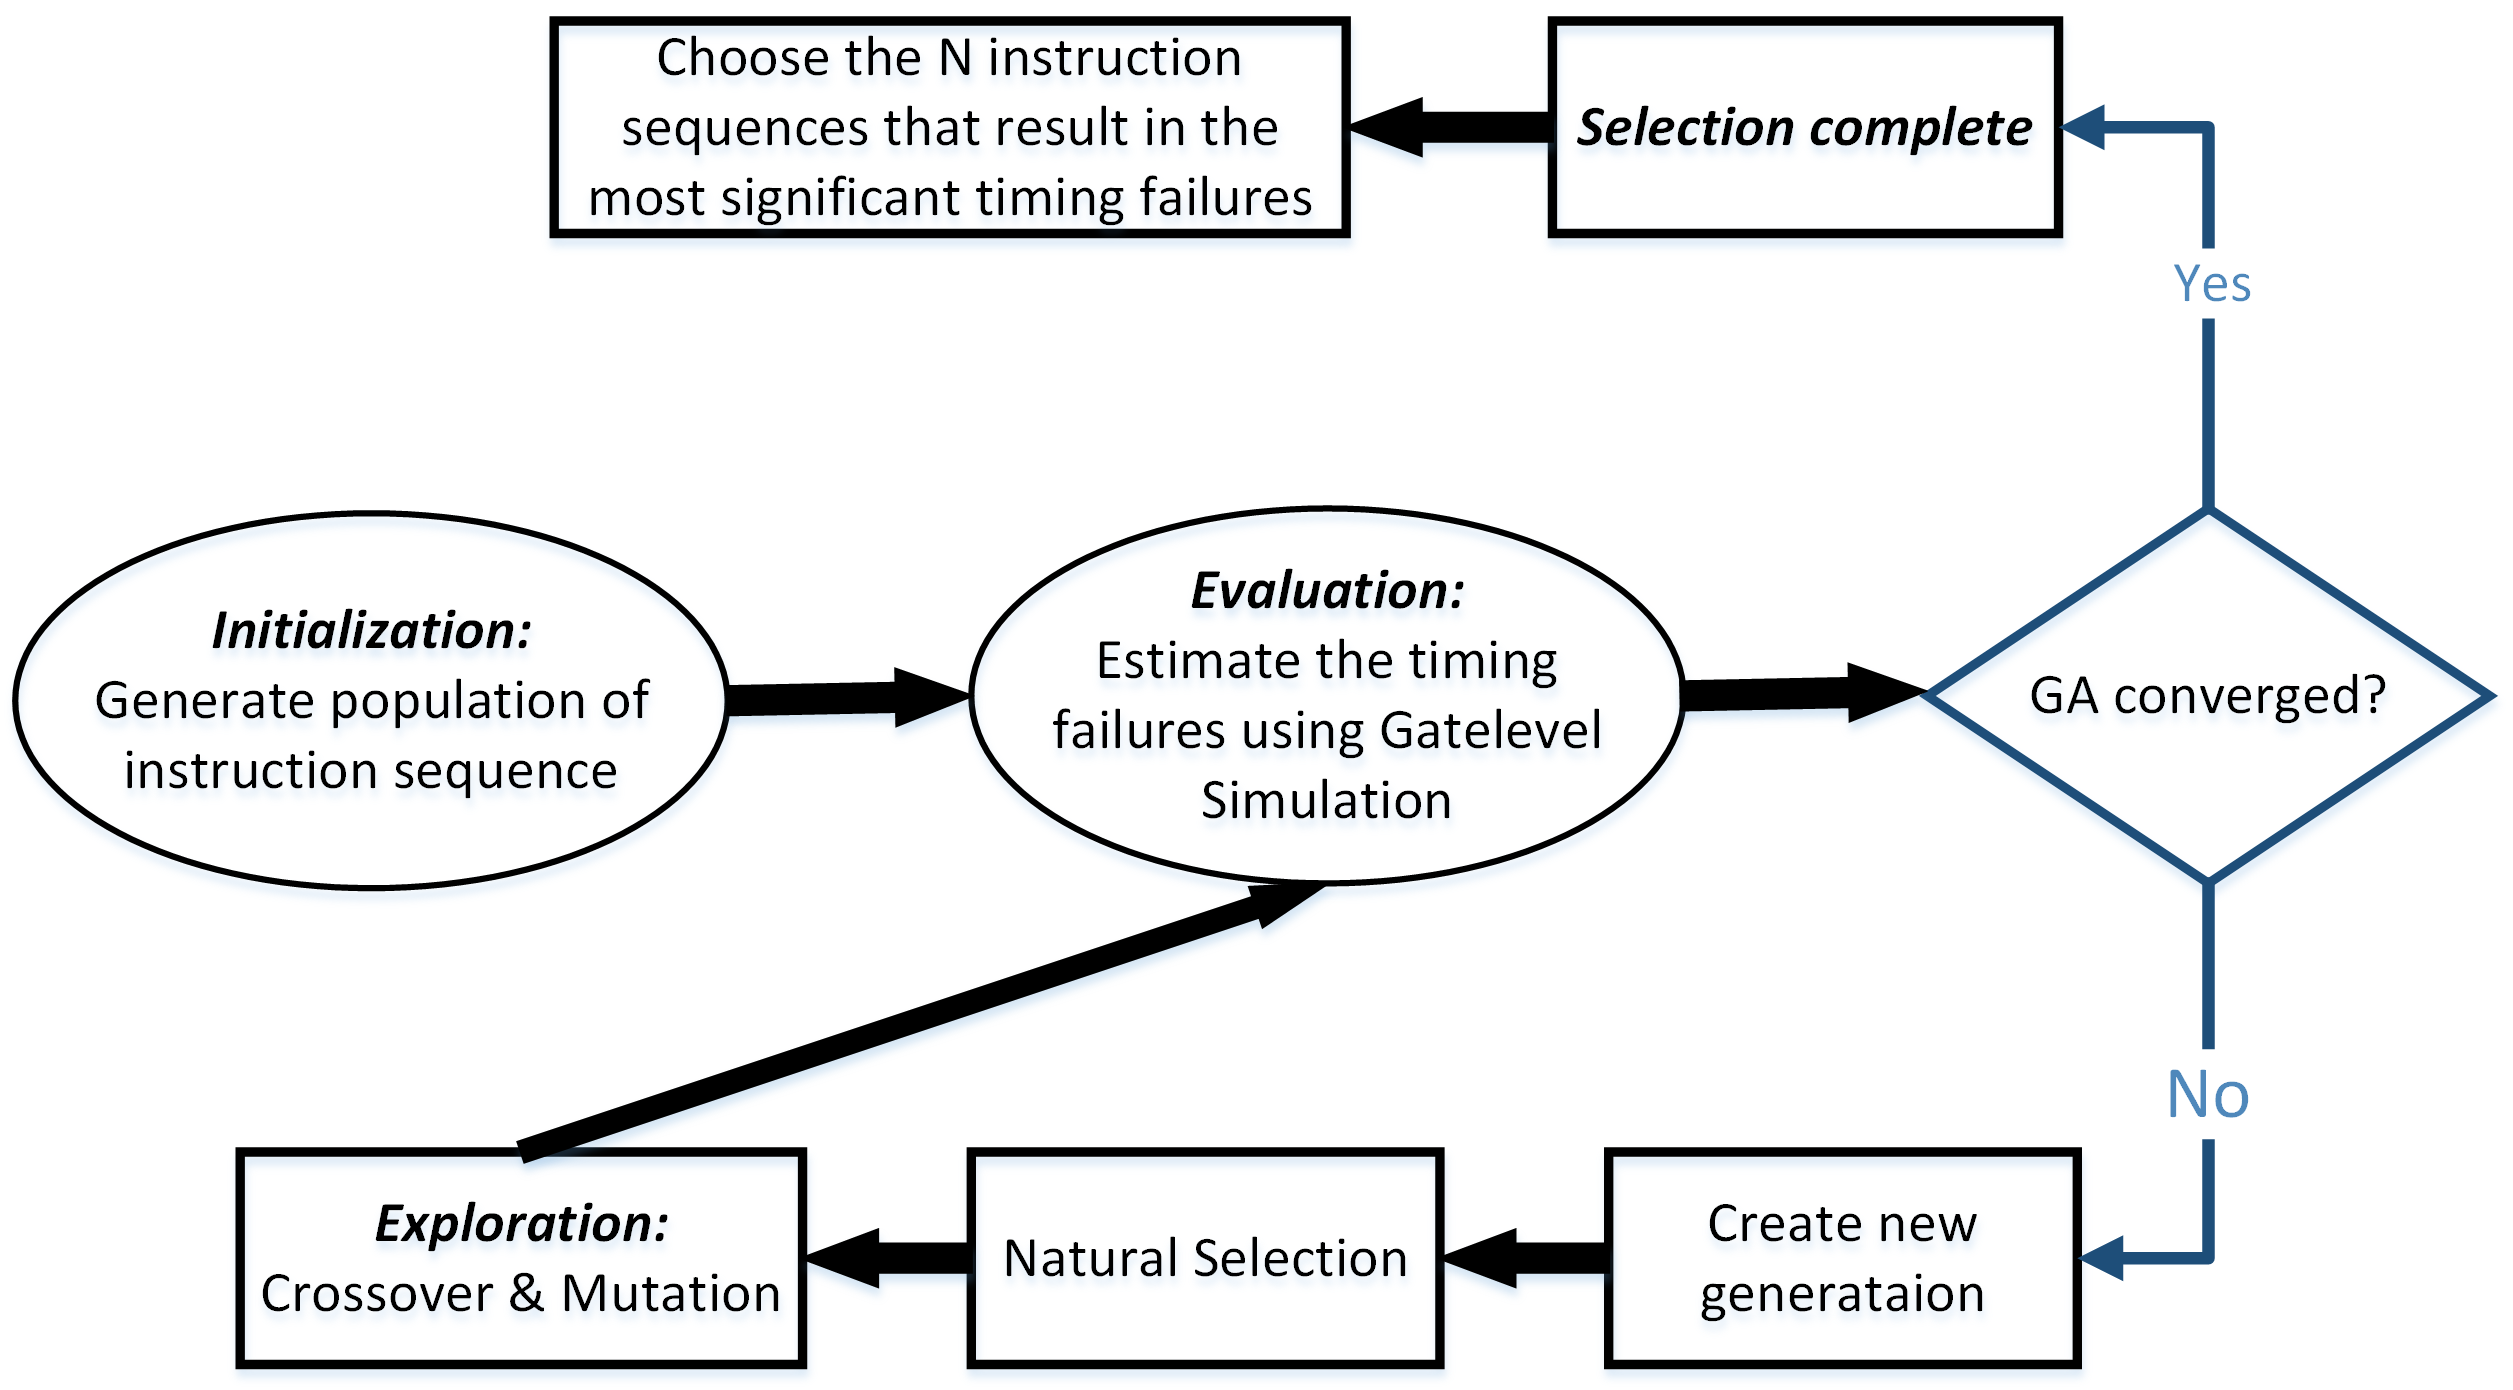 Choose the N instruction
sequences that result in the
most significant timing failures
Selection complete
Yes
Initialization:
Generate population of
instruction sequence
Evaluation:
Estimate the timing
failures using Gatelevel
Simulation
GA converged?
No
Exploration:
Crossover & Mutation
Natural Selection
Create new
generataion